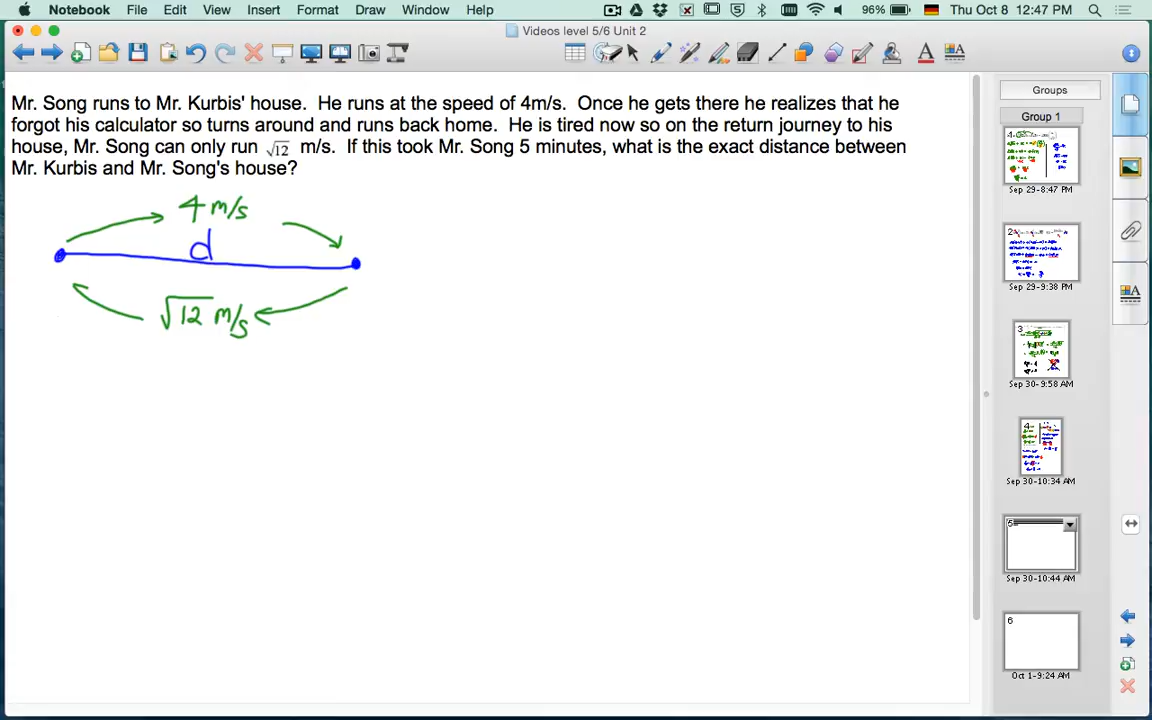 Notebook File Edit View Insert Format Draw Window Help 96% Thu Oct 8 12:47 PM
Videos level 5/6 Unit 2
Mr. Song runs to Mr. Kurbis' house. He runs at the speed of 4m/s. Once he gets there he realizes that he
forgot his calculator so turns around and runs back home. He is tired now so on the return journey to his
house, Mr. Song can only run √12 m/s. If this took Mr. Song 5 minutes, what is the exact distance between
Mr. Kurbis and Mr. Song's house?
4 m/s
d
√12 m/s
Groups
Group 1
Sep 29-8:47 PM
2
Sep 29-9:38 PM
3
Sep 30-9:58 AM
4
Sep 30-10:34 AM
5
Sep 30-10:44 AM
6
Oct 1-9:24 AM